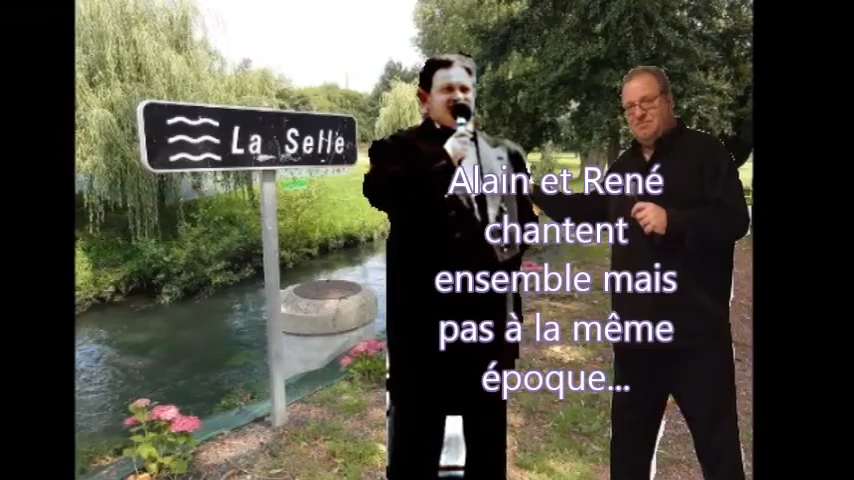 La Selle
Alain et René
chantent
ensemble mais
pas à la même
époque...